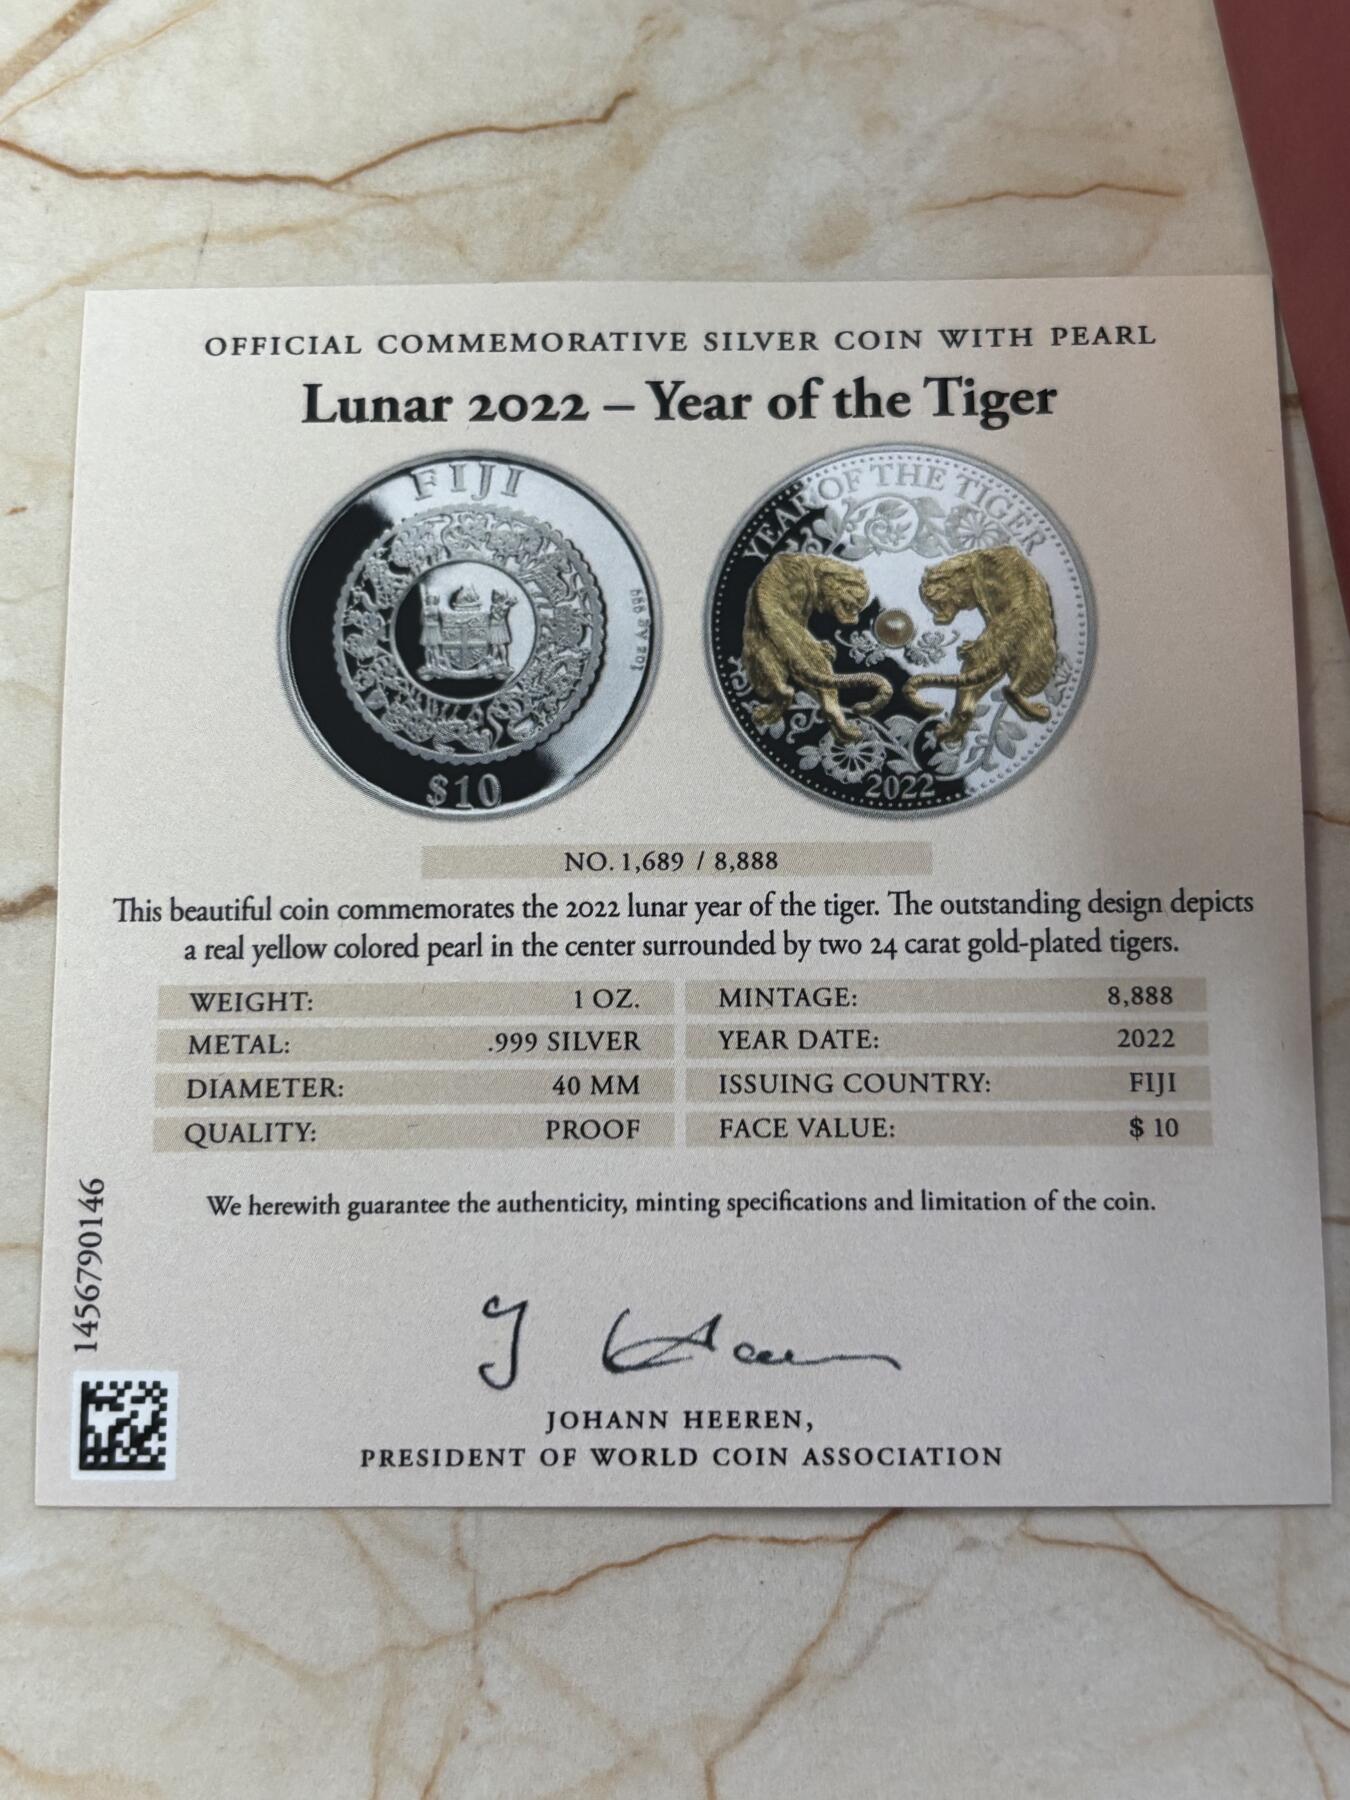 OFFICIAL COMMEMORATIVE SILVER COIN WITH PEARL
Lunar 2022 – Year of the Tiger
FIJI
$10
1oz Ag 999
YEAR OF THE TIGER
2022
NO. 1,689 / 8,888
This beautiful coin commemorates the 2022 lunar year of the tiger. The outstanding design depicts
a real yellow colored pearl in the center surrounded by two 24 carat gold-plated tigers.
WEIGHT: 1 OZ.
METAL: .999 SILVER
DIAMETER: 40 MM
QUALITY: PROOF
MINTAGE: 8,888
YEAR DATE: 2022
ISSUING COUNTRY: FIJI
FACE VALUE: $ 10
We herewith guarantee the authenticity, minting specifications and limitation of the coin.
JOHANN HEEREN,
PRESIDENT OF WORLD COIN ASSOCIATION
1456790146